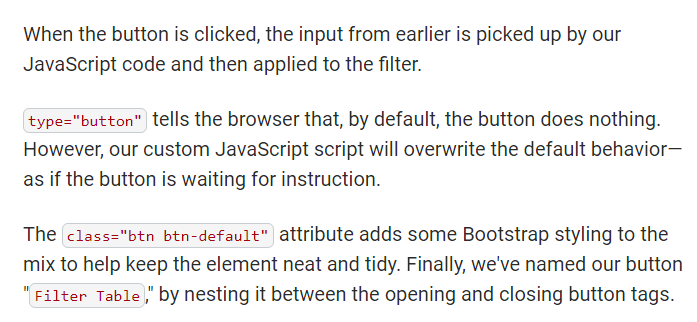 When the button is clicked, the input from earlier is picked up by our
JavaScript code and then applied to the filter.
type="button" tells the browser that, by default, the button does nothing.
However, our custom JavaScript script will overwrite the default behavior—
as if the button is waiting for instruction.
The class="btn btn-default" attribute adds some Bootstrap styling to the
mix to help keep the element neat and tidy. Finally, we've named our button
"Filter Table," by nesting it between the opening and closing button tags.